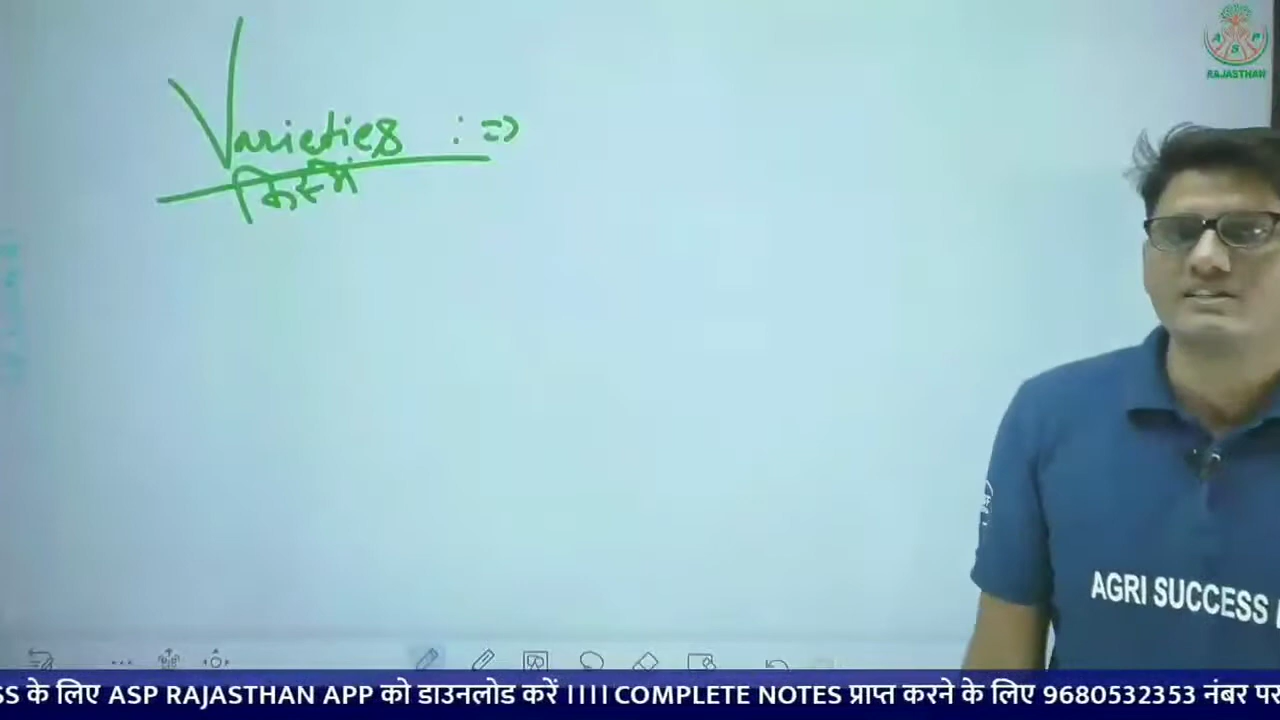 A S P
RAJASTHAN
Varieties :=>
किस्में
AGRI SUCCESS
SS के लिए ASP RAJASTHAN APP को डाउनलोड करें ।।।। COMPLETE NOTES प्राप्त करने के लिए 9680532353 नंबर पर